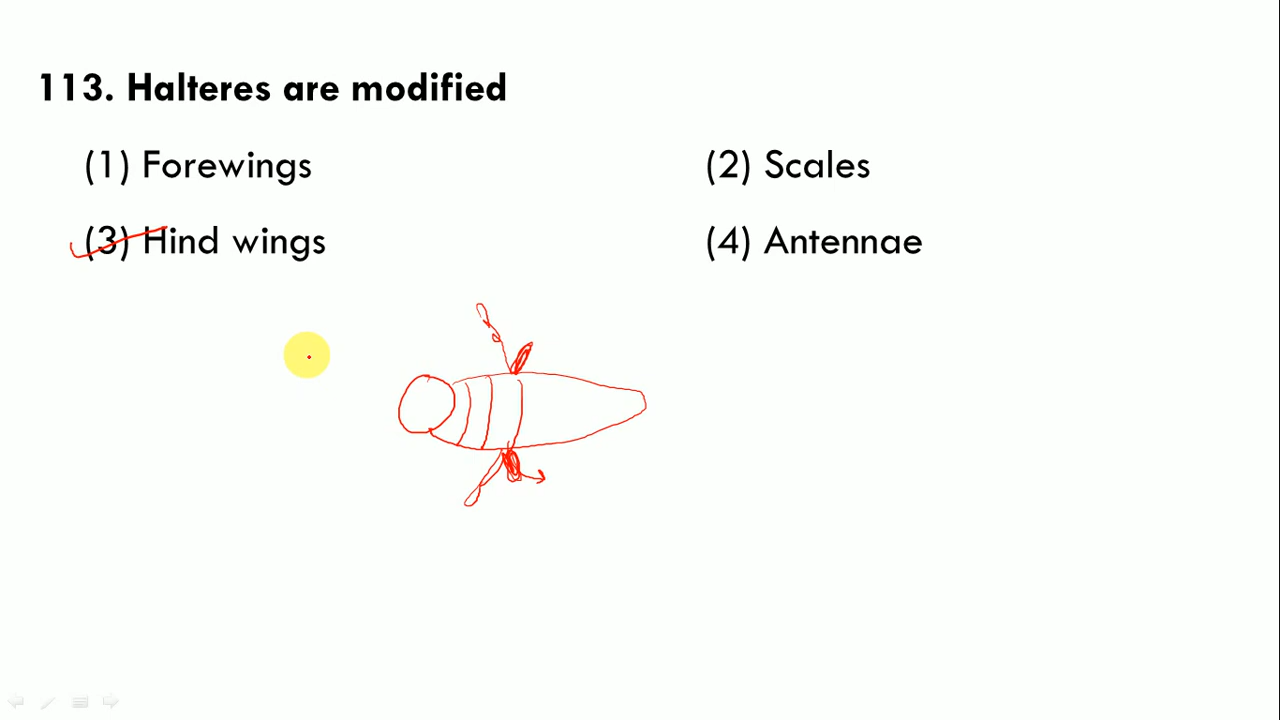 113. Halteres are modified
(1) Forewings (2) Scales
(3) Hind wings (4) Antennae